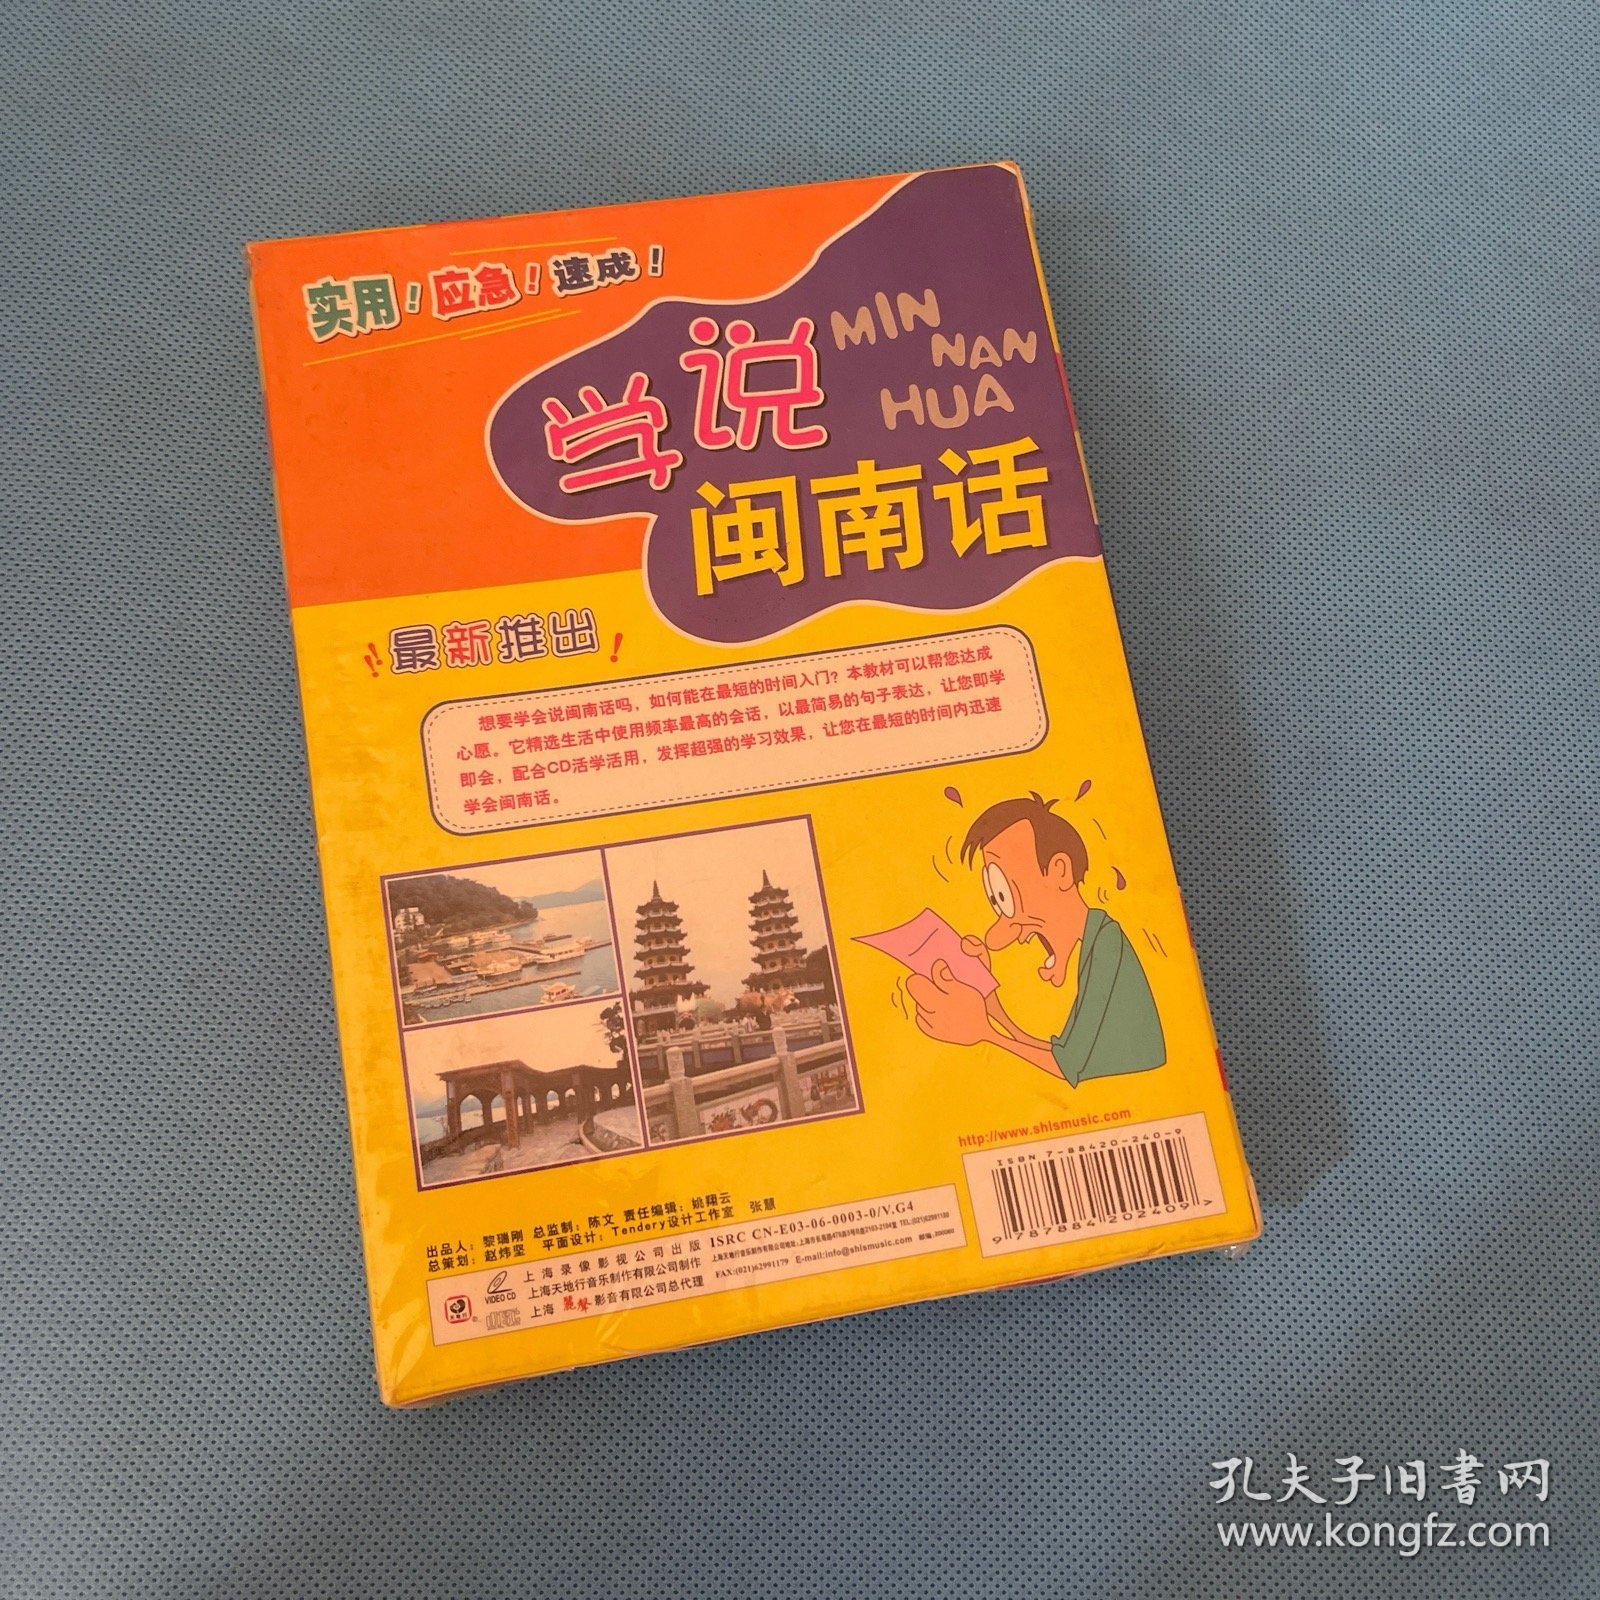 实用！应急！速成！
学说
MIN
NAN
HUA
闽南话
最新推出！
想要学会说闽南话吗，如何能在最短的时间入门？本教材可以帮您达成
心愿。它精选生活中使用频率最高的会话，以最简易的句子表达，让您即学
即会，配合CD活学活用，发挥超强的学习效果，让您在最短的时间内迅速
学会闽南话。
http://www.shlsmusic.com
ISBN 7-88420-240-9
9 787884 202409 >
出品人：黎瑞刚 总监制：陈文 责任编辑：姚翔云 张慧
总策划：赵炜坚 平面设计：Tendery设计工作室
VIDEO CD
上海录像影视公司出版
上海天地行音乐制作有限公司制作
上海麗聲影音有限公司总代理
ISRC CN-E03-06-0003-0/V.G4
FAX:(021)62991179 E-mail:info@shlsmusic.com
孔夫子旧书网
www.kongfz.com